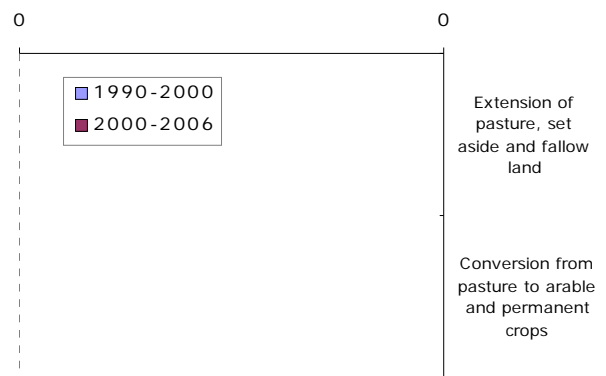 0 0
1990-2000
2000-2006
Extension of
pasture, set
aside and fallow
land
Conversion from
pasture to arable
and permanent
crops